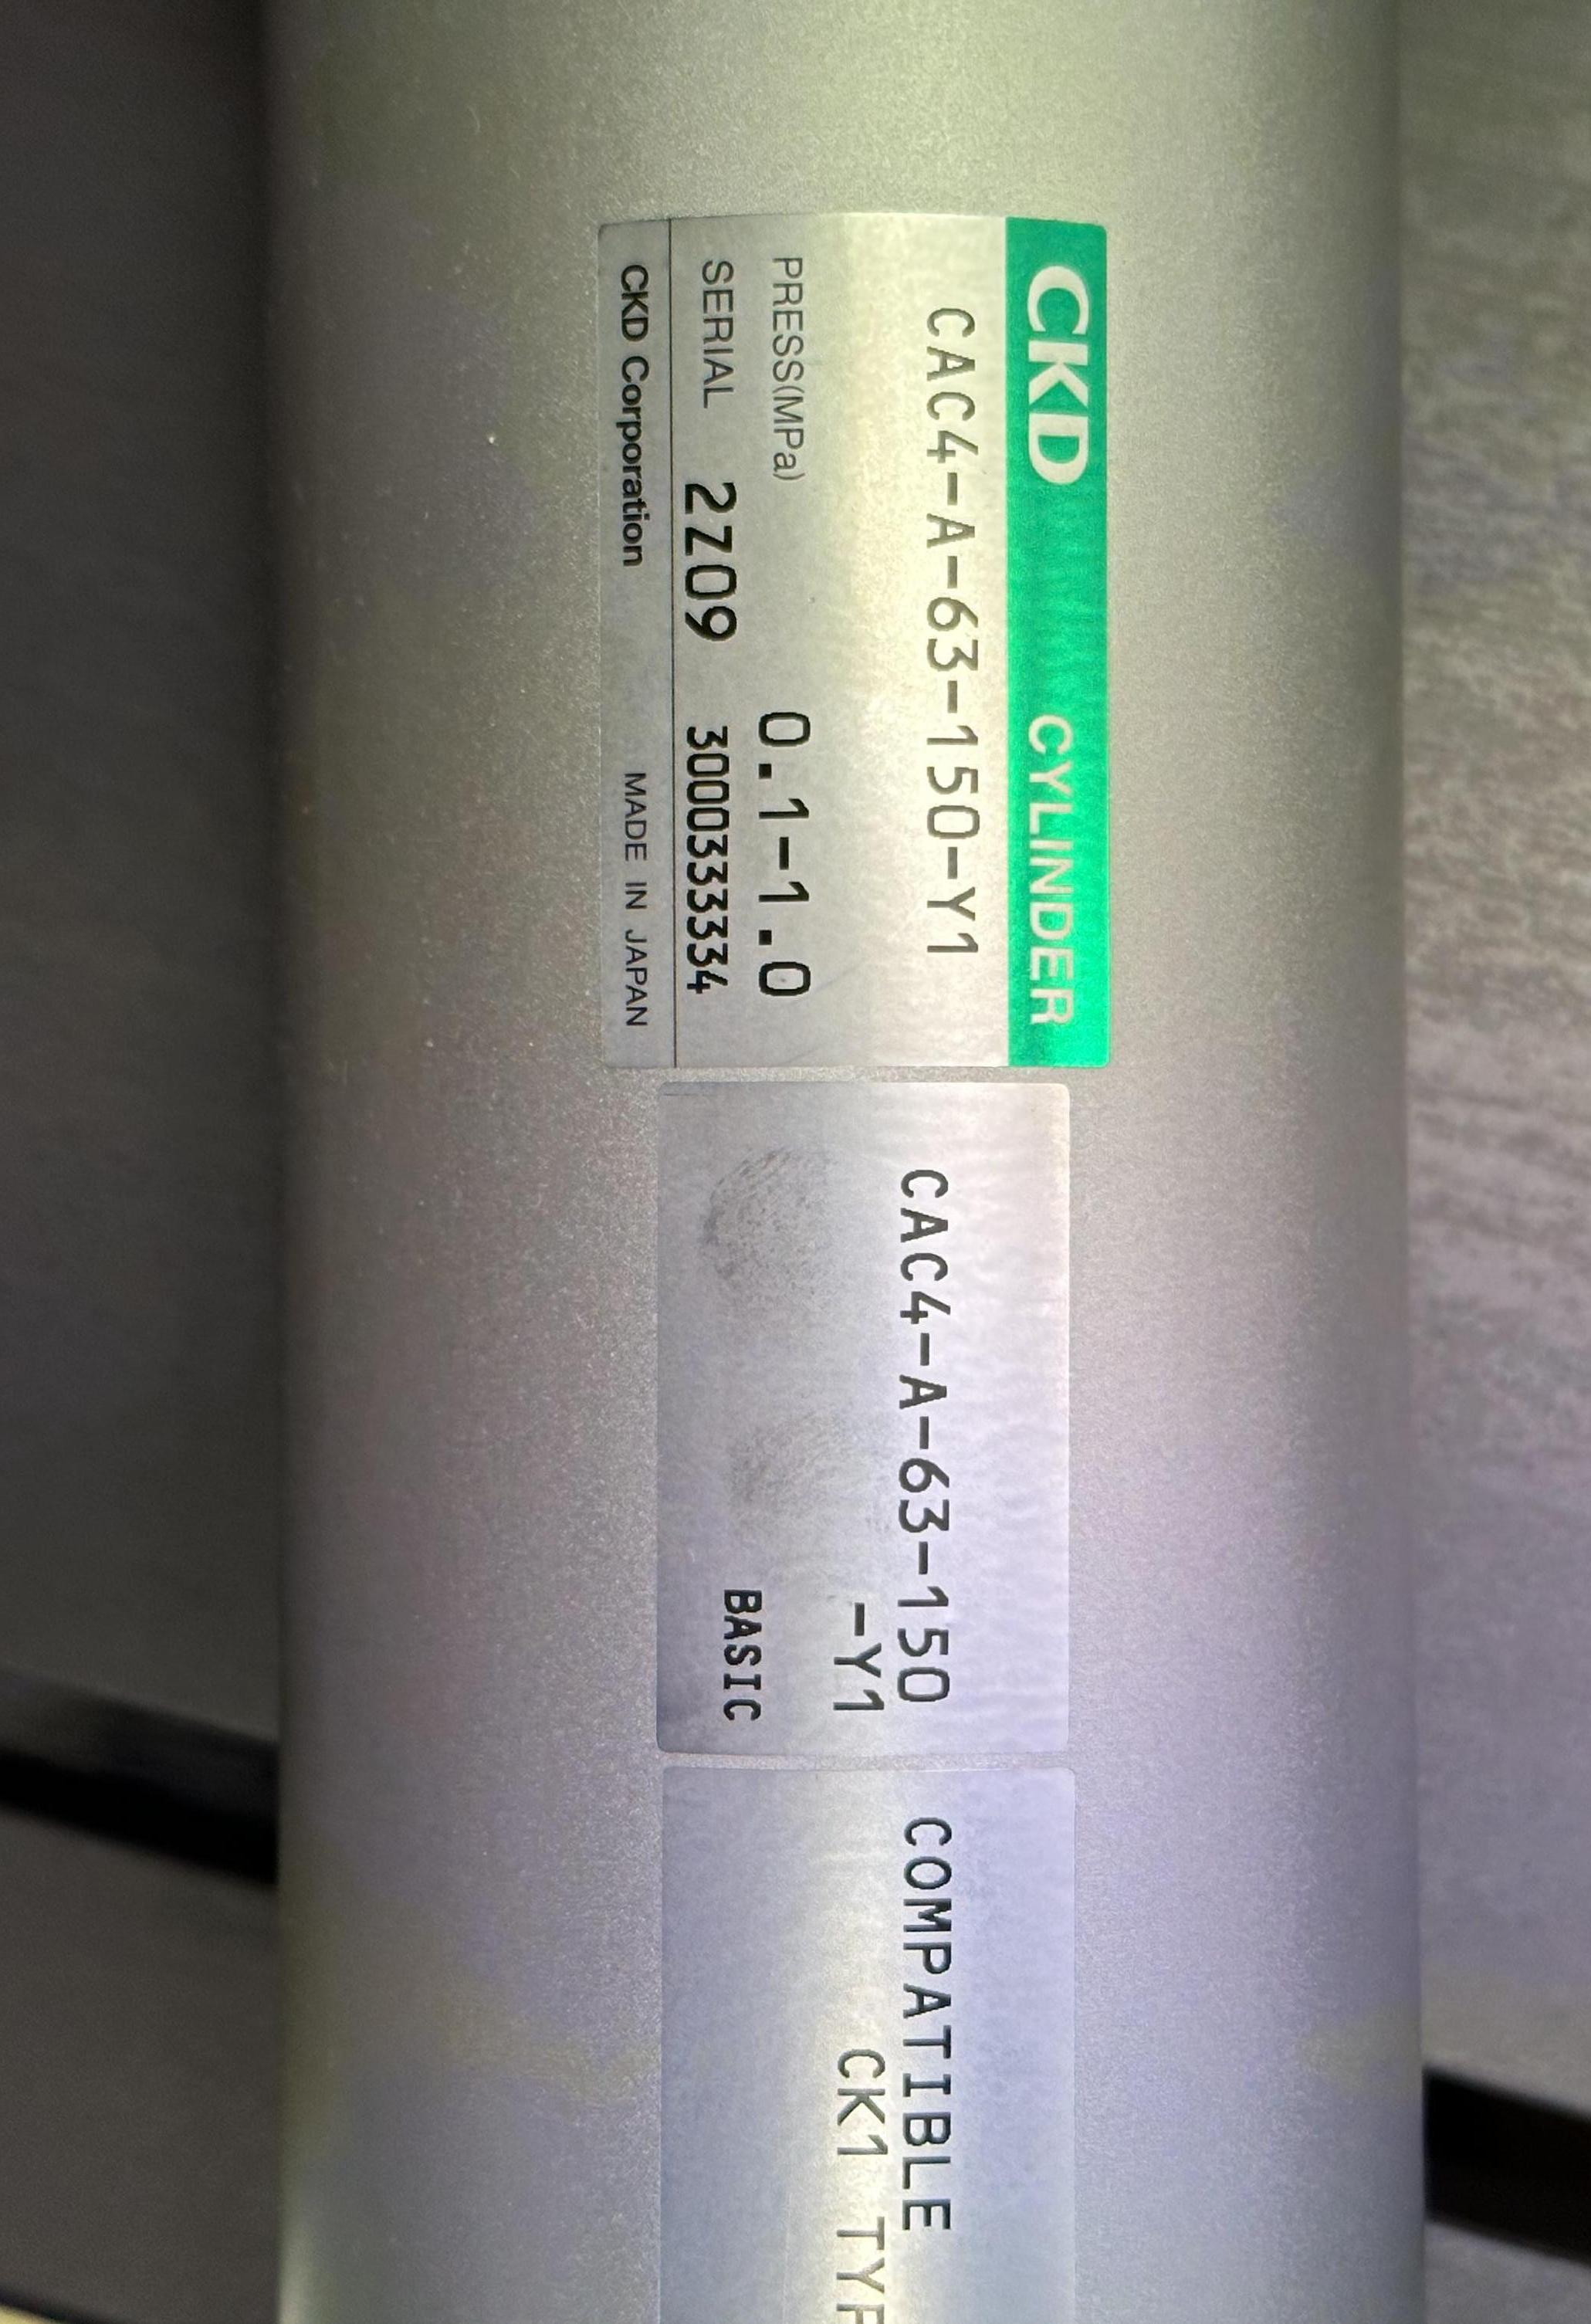 CKD CYLINDER
CAC4-A-63-150-Y1
PRESS(MPa) 0.1-1.0
SERIAL 2Z09 3000333334
CKD Corporation MADE IN JAPAN
CAC4-A-63-150
-Y1
BASIC
COMPATIBLE
CK1